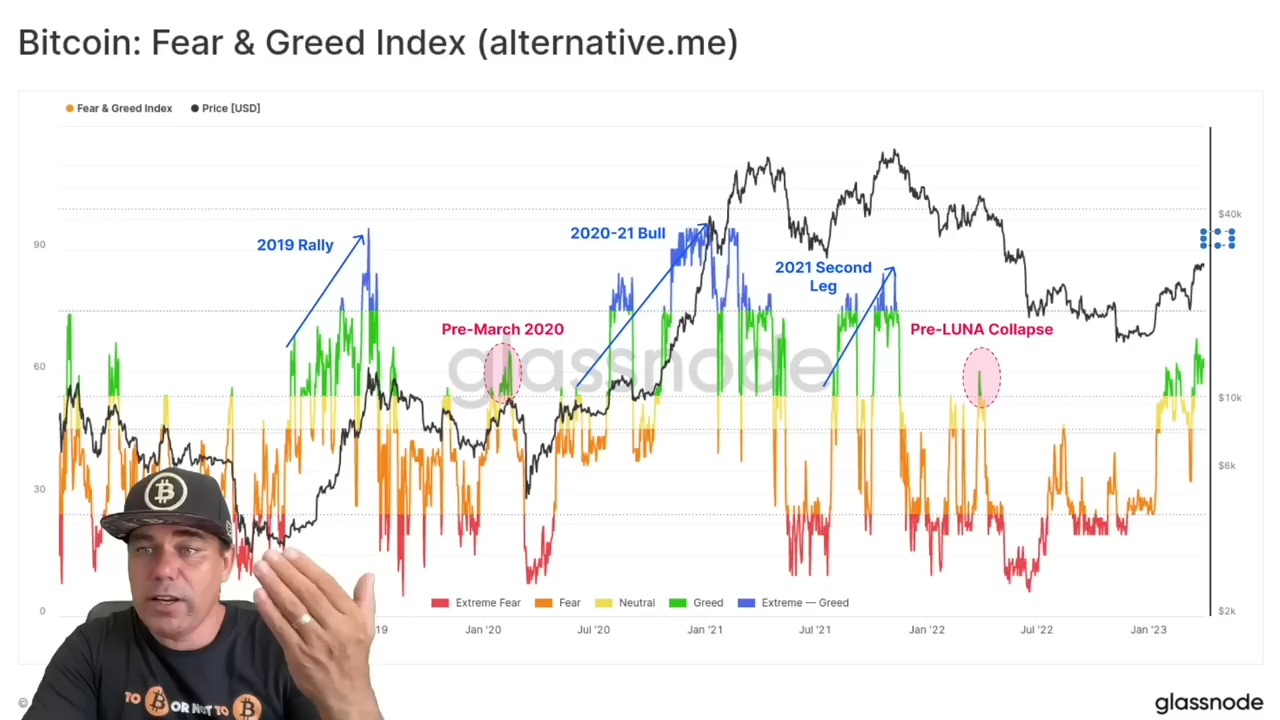 Bitcoin: Fear & Greed Index (alternative.me)
Fear & Greed Index
Price [USD]
2019 Rally
Pre-March 2020
2020-21 Bull
2021 Second
Leg
Pre-LUNA Collapse
glassnode
90
60
30
0
$40k
$10k
$6k
$2k
Extreme Fear
Fear
Neutral
Greed
Extreme — Greed
19
Jan '20
Jul '20
Jan '21
Jul '21
Jan '22
Jul '22
Jan '23
TO
B
OR NOT TO
B
©
glassnode